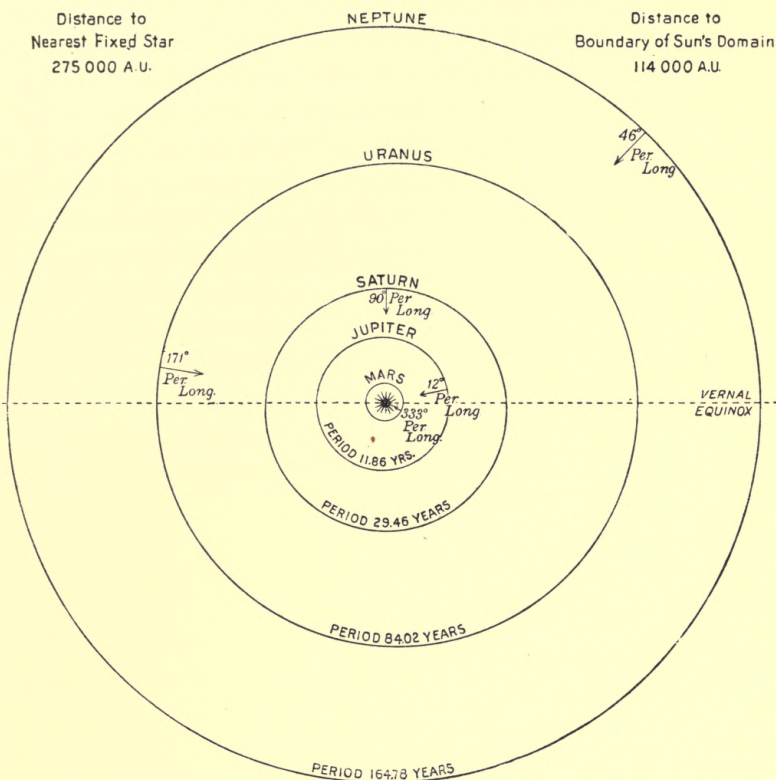 Distance to
Nearest Fixed Star
275 000 A.U.
NEPTUNE
Distance to
Boundary of Sun's Domain
114 000 A.U.
46°
Per
Long
URANUS
SATURN
90° Per
Long
JUPITER
171°
Per
Long.
MARS
12°
Per
Long
333°
Per
Long.
VERNAL
EQUINOX
PERIOD 11.86 YRS.
PERIOD 29.46 YEARS
PERIOD 84.02 YEARS
PERIOD 164.78 YEARS